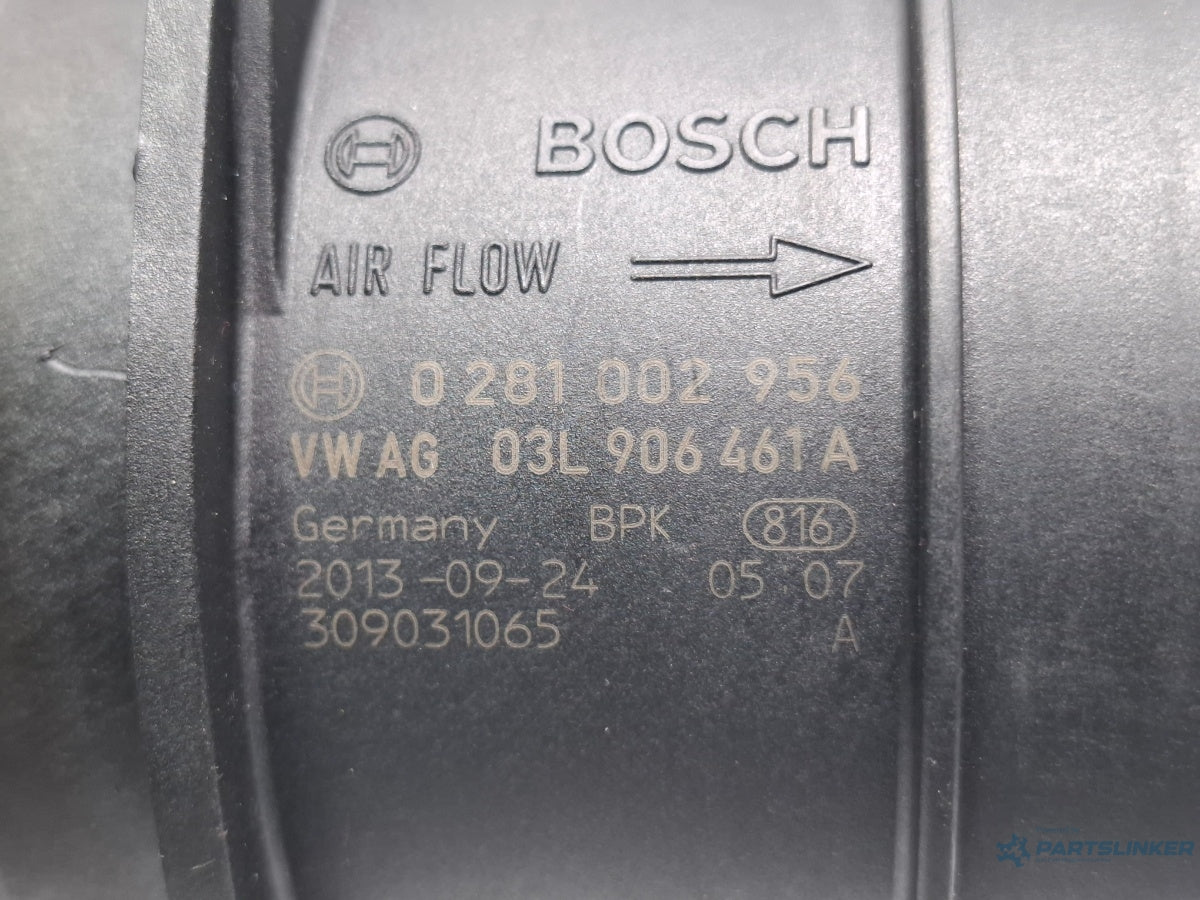 BOSCH
AIR FLOW
0 281 002 956
VW AG 03L 906 461 A
Germany BPK 816
2013-09-24 05 07
309031065 A
PARTSLINKER